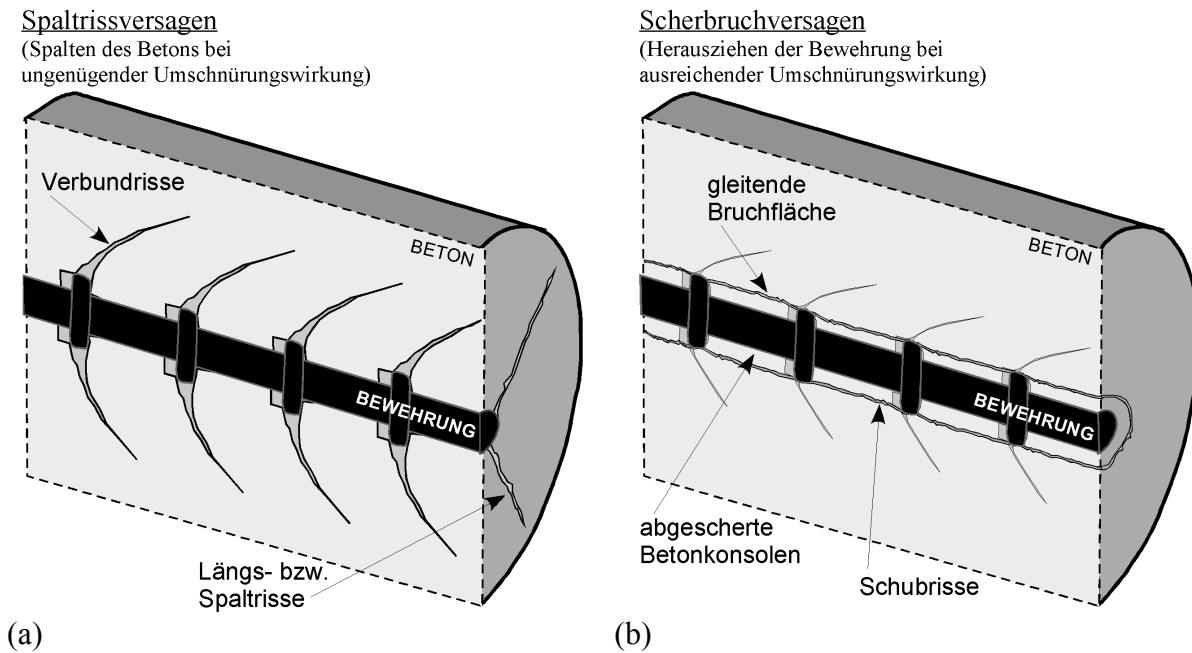 Spaltrissversagen
(Spalten des Betons bei
ungenügender Umschnürungswirkung)
Verbundrisse
BETON
BEWEHRUNG
Längs- bzw.
Spaltrisse
(a)
Scherbruchversagen
(Herausziehen der Bewehrung bei
ausreichender Umschnürungswirkung)
gleitende
Bruchfläche
BETON
BEWEHRUNG
abgescherte
Betonkonsolen
Schubrisse
(b)